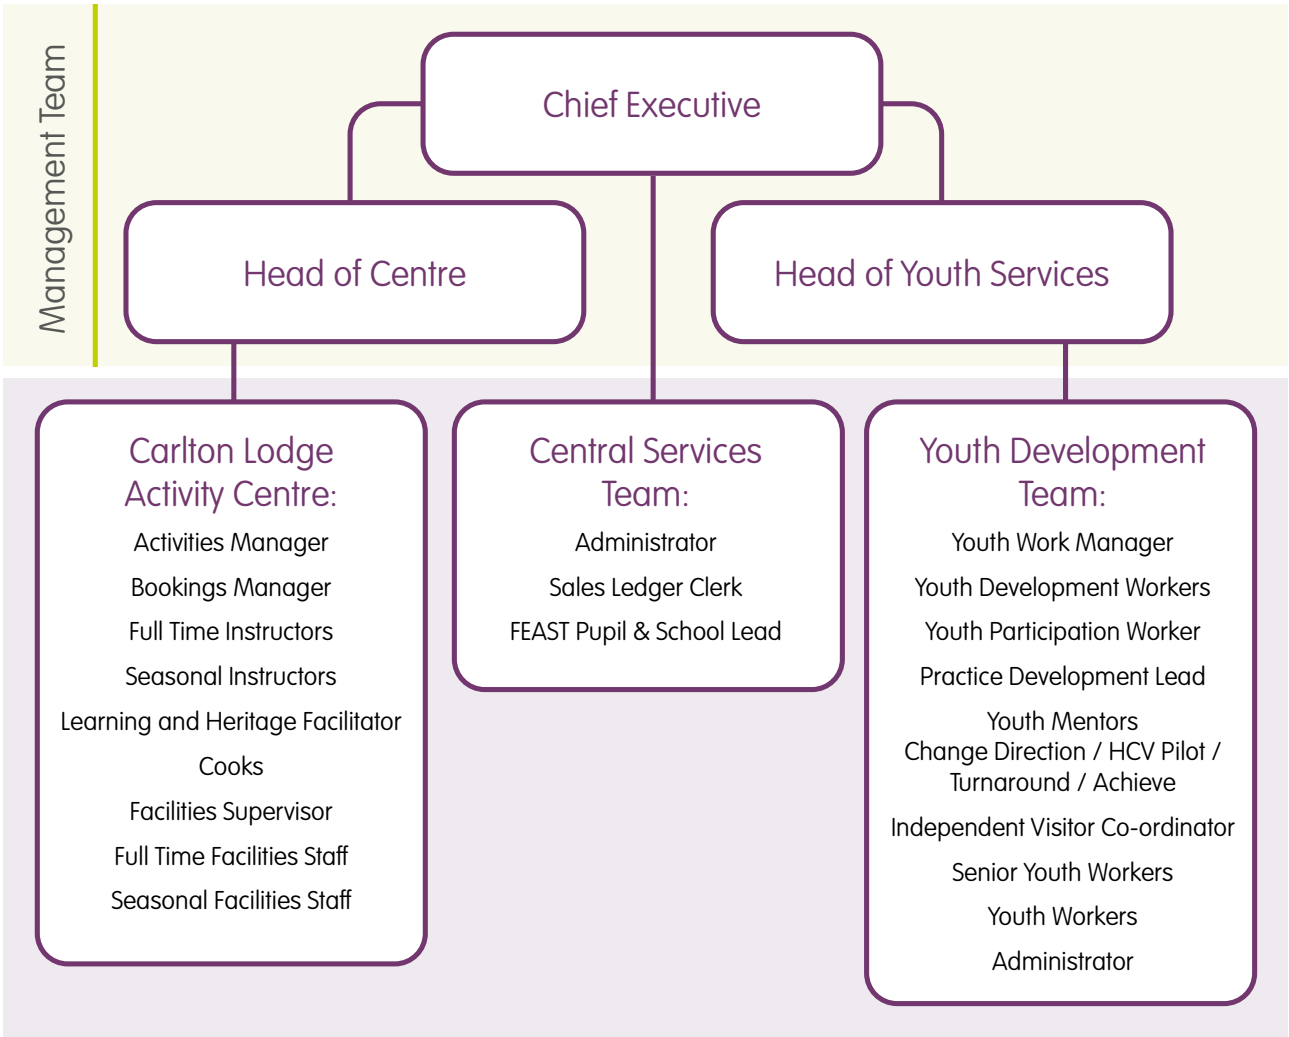 Management Team
Chief Executive
Head of Centre
Head of Youth Services
Carlton Lodge
Activity Centre:
Activities Manager
Bookings Manager
Full Time Instructors
Seasonal Instructors
Learning and Heritage Facilitator
Cooks
Facilities Supervisor
Full Time Facilities Staff
Seasonal Facilities Staff
Central Services
Team:
Administrator
Sales Ledger Clerk
FEAST Pupil & School Lead
Youth Development
Team:
Youth Work Manager
Youth Development Workers
Youth Participation Worker
Practice Development Lead
Youth Mentors
Change Direction / HCV Pilot /
Turnaround / Achieve
Independent Visitor Co-ordinator
Senior Youth Workers
Youth Workers
Administrator